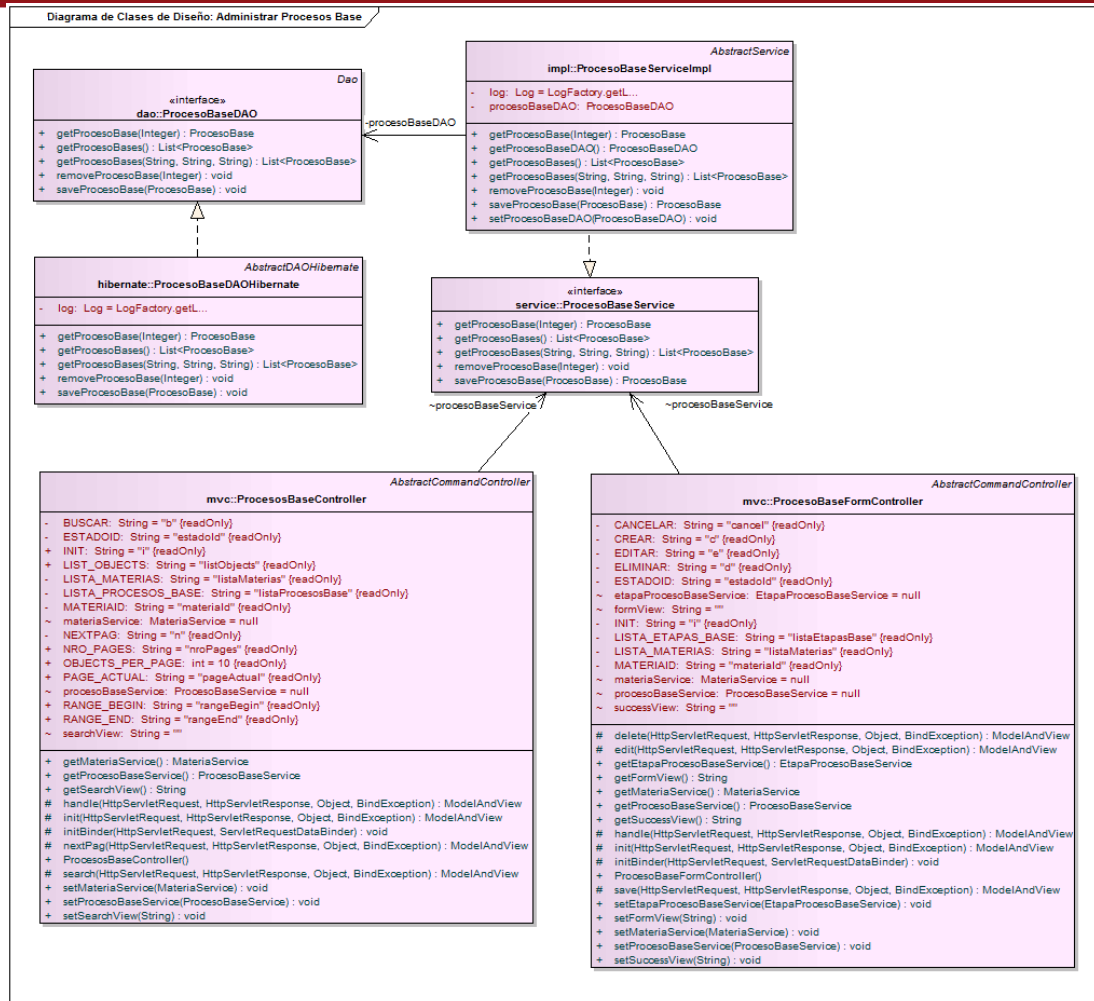 Diagrama de Clases de Diseño: Administrar Procesos Base
Dao
«interface»
dao::ProcesoBaseDAO
+ getProcesoBase(Integer) : ProcesoBase
+ getProcesoBases() : List<ProcesoBase>
+ getProcesoBases(String, String, String) : List<ProcesoBase>
+ removeProcesoBase(Integer) : void
+ saveProcesoBase(ProcesoBase) : void
-procesoBaseDAO
AbstractService
impl::ProcesoBaseServiceImpl
- log: Log = LogFactory.getL...
- procesoBaseDAO: ProcesoBaseDAO
+ getProcesoBase(Integer) : ProcesoBase
+ getProcesoBaseDAO() : ProcesoBaseDAO
+ getProcesoBases() : List<ProcesoBase>
+ getProcesoBases(String, String, String) : List<ProcesoBase>
+ removeProcesoBase(Integer) : void
+ saveProcesoBase(ProcesoBase) : ProcesoBase
+ setProcesoBaseDAO(ProcesoBaseDAO) : void
AbstractDAOHibernate
hibernate::ProcesoBaseDAOHibernate
- log: Log = LogFactory.getL...
+ getProcesoBase(Integer) : ProcesoBase
+ getProcesoBases() : List<ProcesoBase>
+ getProcesoBases(String, String, String) : List<ProcesoBase>
+ removeProcesoBase(Integer) : void
+ saveProcesoBase(ProcesoBase) : void
«interface»
service::ProcesoBaseService
+ getProcesoBase(Integer) : ProcesoBase
+ getProcesoBases() : List<ProcesoBase>
+ getProcesoBases(String, String, String) : List<ProcesoBase>
+ removeProcesoBase(Integer) : void
+ saveProcesoBase(ProcesoBase) : ProcesoBase
~procesoBaseService
~procesoBaseService
AbstractCommandController
mvc::ProcesosBaseController
- BUSCAR: String = "b" {readOnly}
- ESTADOID: String = "estadoId" {readOnly}
+ INIT: String = "i" {readOnly}
+ LIST_OBJECTS: String = "listObjects" {readOnly}
- LISTA_MATERIAS: String = "listaMaterias" {readOnly}
- LISTA_PROCESOS_BASE: String = "listaProcesosBase" {readOnly}
- MATERIAID: String = "materiaId" {readOnly}
~ materiaService: MateriaService = null
- NEXTPAG: String = "n" {readOnly}
+ NRO_PAGES: String = "nroPages" {readOnly}
+ OBJECTS_PER_PAGE: int = 10 {readOnly}
+ PAGE_ACTUAL: String = "pageActual" {readOnly}
~ procesoBaseService: ProcesoBaseService = null
+ RANGE_BEGIN: String = "rangeBegin" {readOnly}
+ RANGE_END: String = "rangeEnd" {readOnly}
~ searchView: String = ""
+ getMateriaService() : MateriaService
+ getProcesoBaseService() : ProcesoBaseService
+ getSearchView() : String
# handle(HttpServletRequest, HttpServletResponse, Object, BindException) : ModelAndView
# init(HttpServletRequest, HttpServletResponse, Object, BindException) : ModelAndView
# initBinder(HttpServletRequest, ServletRequestDataBinder) : void
# nextPag(HttpServletRequest, HttpServletResponse, Object, BindException) : ModelAndView
+ ProcesosBaseController()
# search(HttpServletRequest, HttpServletResponse, Object, BindException) : ModelAndView
+ setMateriaService(MateriaService) : void
+ setProcesoBaseService(ProcesoBaseService) : void
+ setSearchView(String) : void
AbstractCommandController
mvc::ProcesoBaseFormController
- CANCELAR: String = "cancel" {readOnly}
- CREAR: String = "c" {readOnly}
- EDITAR: String = "e" {readOnly}
- ELIMINAR: String = "d" {readOnly}
- ESTADOID: String = "estadoId" {readOnly}
~ etapaProcesoBaseService: EtapaProcesoBaseService = null
~ formView: String = ""
- INIT: String = "i" {readOnly}
- LISTA_ETAPAS_BASE: String = "listaEtapasBase" {readOnly}
- LISTA_MATERIAS: String = "listaMaterias" {readOnly}
- MATERIAID: String = "materiaId" {readOnly}
~ materiaService: MateriaService = null
~ procesoBaseService: ProcesoBaseService = null
~ successView: String = ""
# delete(HttpServletRequest, HttpServletResponse, Object, BindException) : ModelAndView
# edit(HttpServletRequest, HttpServletResponse, Object, BindException) : ModelAndView
+ getEtapaProcesoBaseService() : EtapaProcesoBaseService
+ getFormView() : String
+ getMateriaService() : MateriaService
+ getProcesoBaseService() : ProcesoBaseService
+ getSuccessView() : String
# handle(HttpServletRequest, HttpServletResponse, Object, BindException) : ModelAndView
# init(HttpServletRequest, HttpServletResponse, Object, BindException) : ModelAndView
# initBinder(HttpServletRequest, ServletRequestDataBinder) : void
+ ProcesoBaseFormController()
# save(HttpServletRequest, HttpServletResponse, Object, BindException) : ModelAndView
+ setEtapaProcesoBaseService(EtapaProcesoBaseService) : void
+ setFormView(String) : void
+ setMateriaService(MateriaService) : void
+ setProcesoBaseService(ProcesoBaseService) : void
+ setSuccessView(String) : void